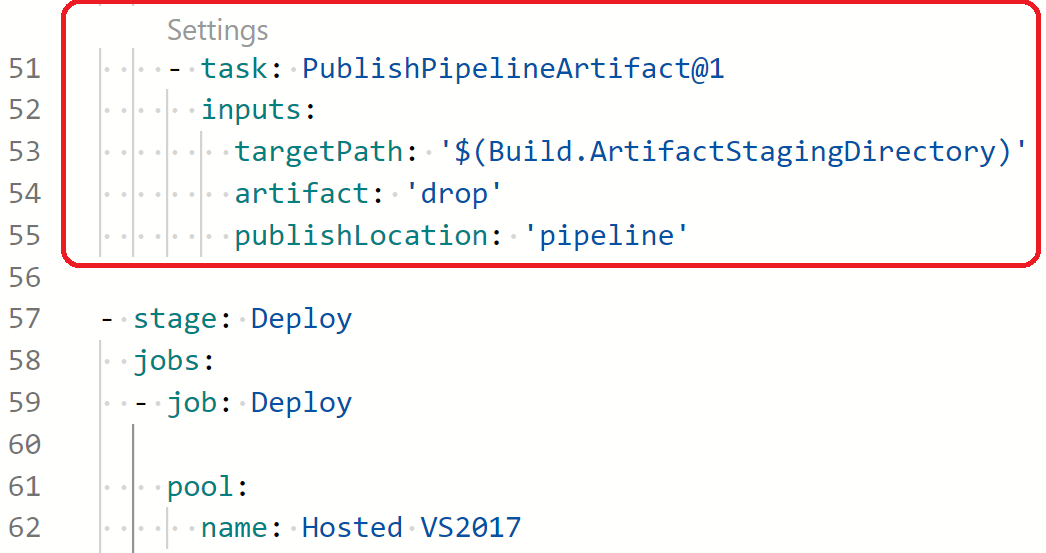 Settings
51 - task: PublishPipelineArtifact@1
52 inputs:
53 targetPath: '$(Build.ArtifactStagingDirectory)'
54 artifact: 'drop'
55 publishLocation: 'pipeline'
56
57 - stage: Deploy
58 jobs:
59 - job: Deploy
60
61 pool:
62 name: Hosted VS2017